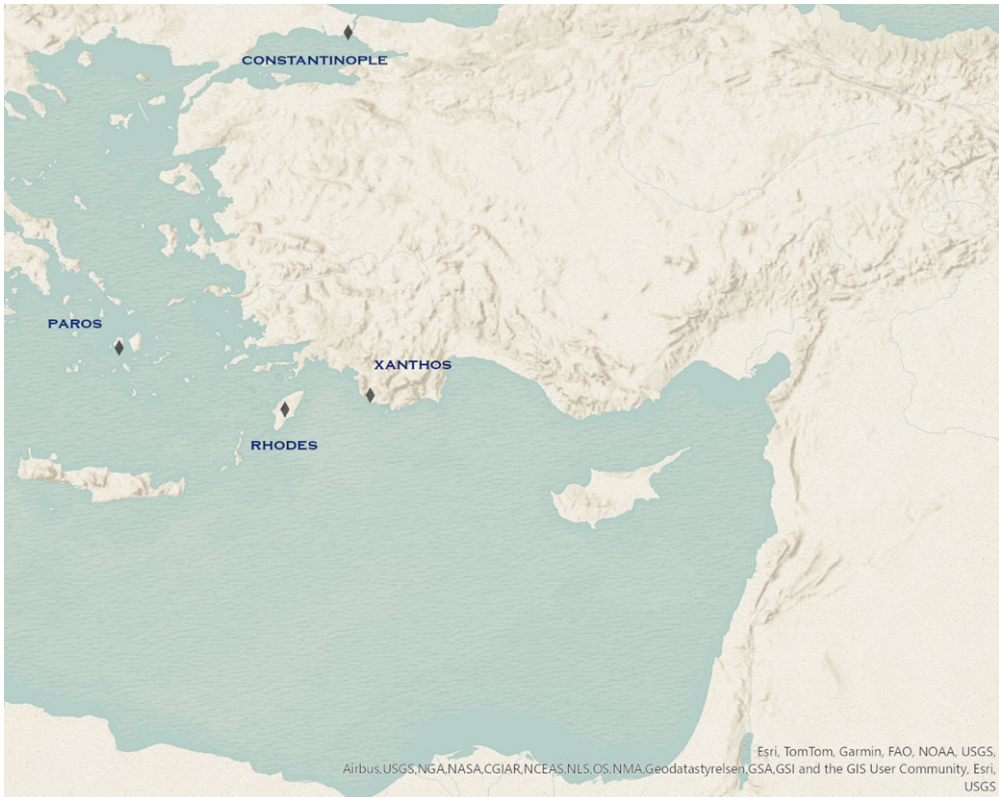 CONSTANTINOPLE
PAROS
XANTHOS
RHODES
Esri, TomTom, Garmin, FAO, NOAA, USGS,
Airbus,USGS,NGA,NASA,CGIAR,NCEAS,NLS,OS,NMA,Geodatastyrelsen,GSA,GSI and the GIS User Community, Esri,
USGS